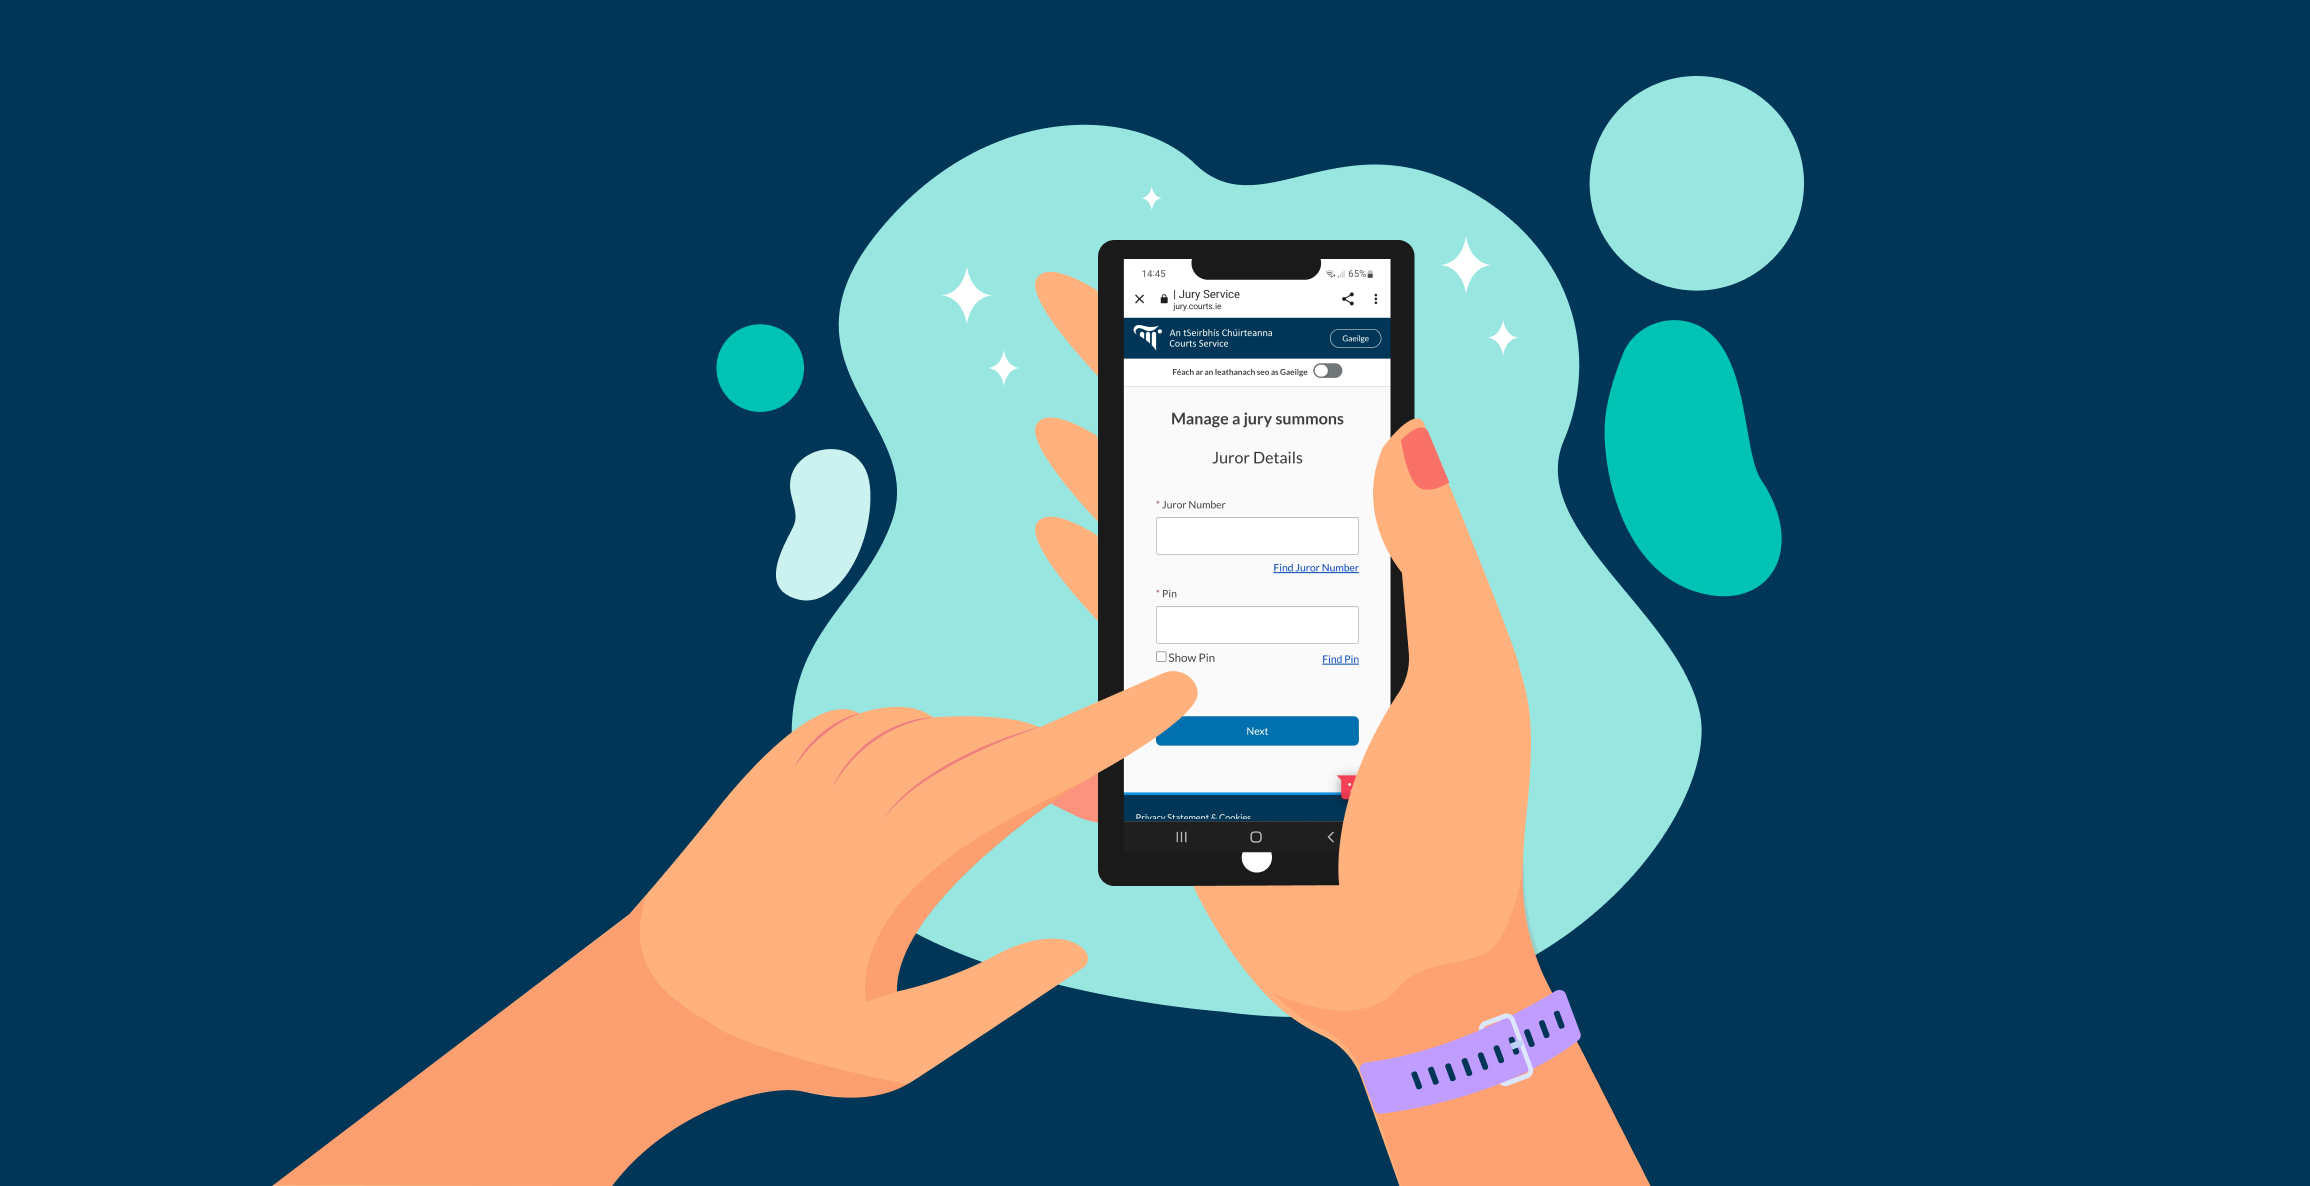 14:45 65%
| Jury Service
jury.courts.ie
An tSeirbhís Chúirteanna
Courts Service
Gaeilge
Féach ar an leathanach seo as Gaeilge
Manage a jury summons
Juror Details
* Juror Number
Find Juror Number
* Pin
Show Pin
Find Pin
Next
Privacy Statement & Cookies